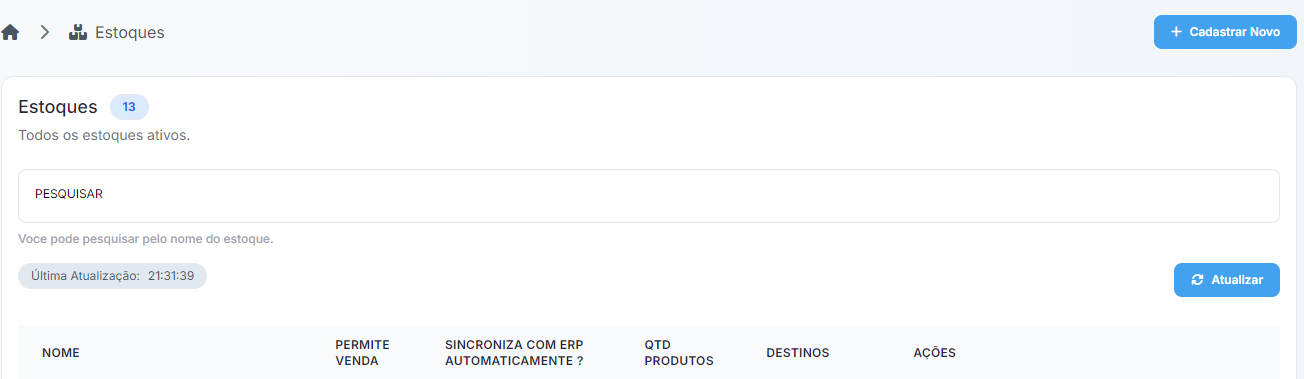 Estoques
+ Cadastrar Novo
Estoques 13
Todos os estoques ativos.
PESQUISAR
Voce pode pesquisar pelo nome do estoque.
Última Atualização: 21:31:39
Atualizar
NOME
PERMITE
VENDA
SINCRONIZA COM ERP
AUTOMATICAMENTE ?
QTD
PRODUTOS
DESTINOS
AÇÕES